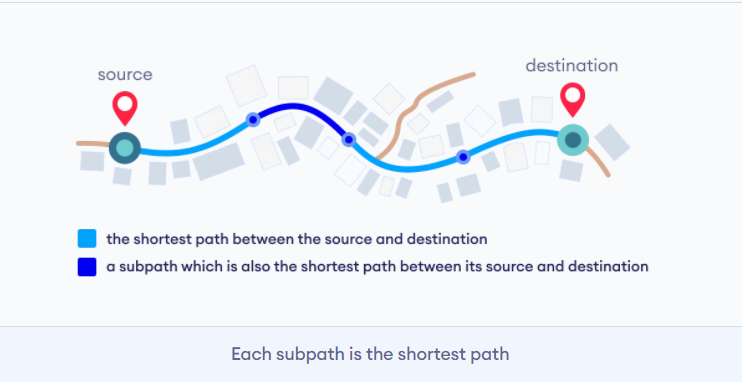 source
destination
the shortest path between the source and destination
a subpath which is also the shortest path between its source and destination
Each subpath is the shortest path